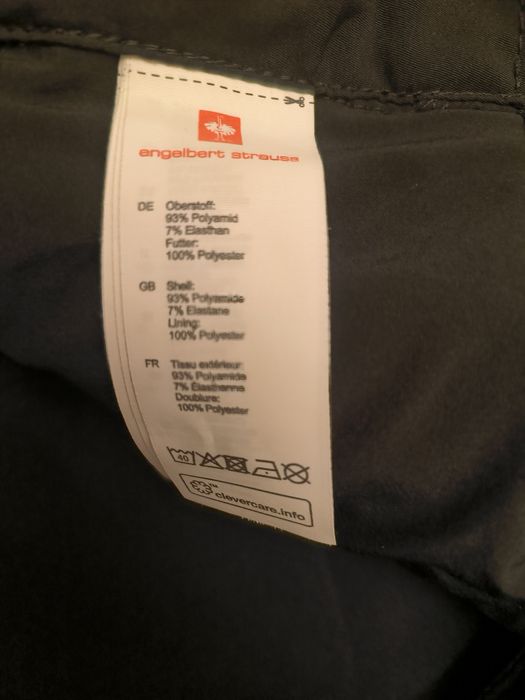 engelbert strauss
DE Oberstoff:
93% Polyamid
7% Elasthan
Futter:
100% Polyester
GB Shell:
93% Polyamide
7% Elastane
Lining:
100% Polyester
FR Tissu extérieur:
93% Polyamide
7% Élasthanne
Doublure:
100% Polyester
40
clevercare.info